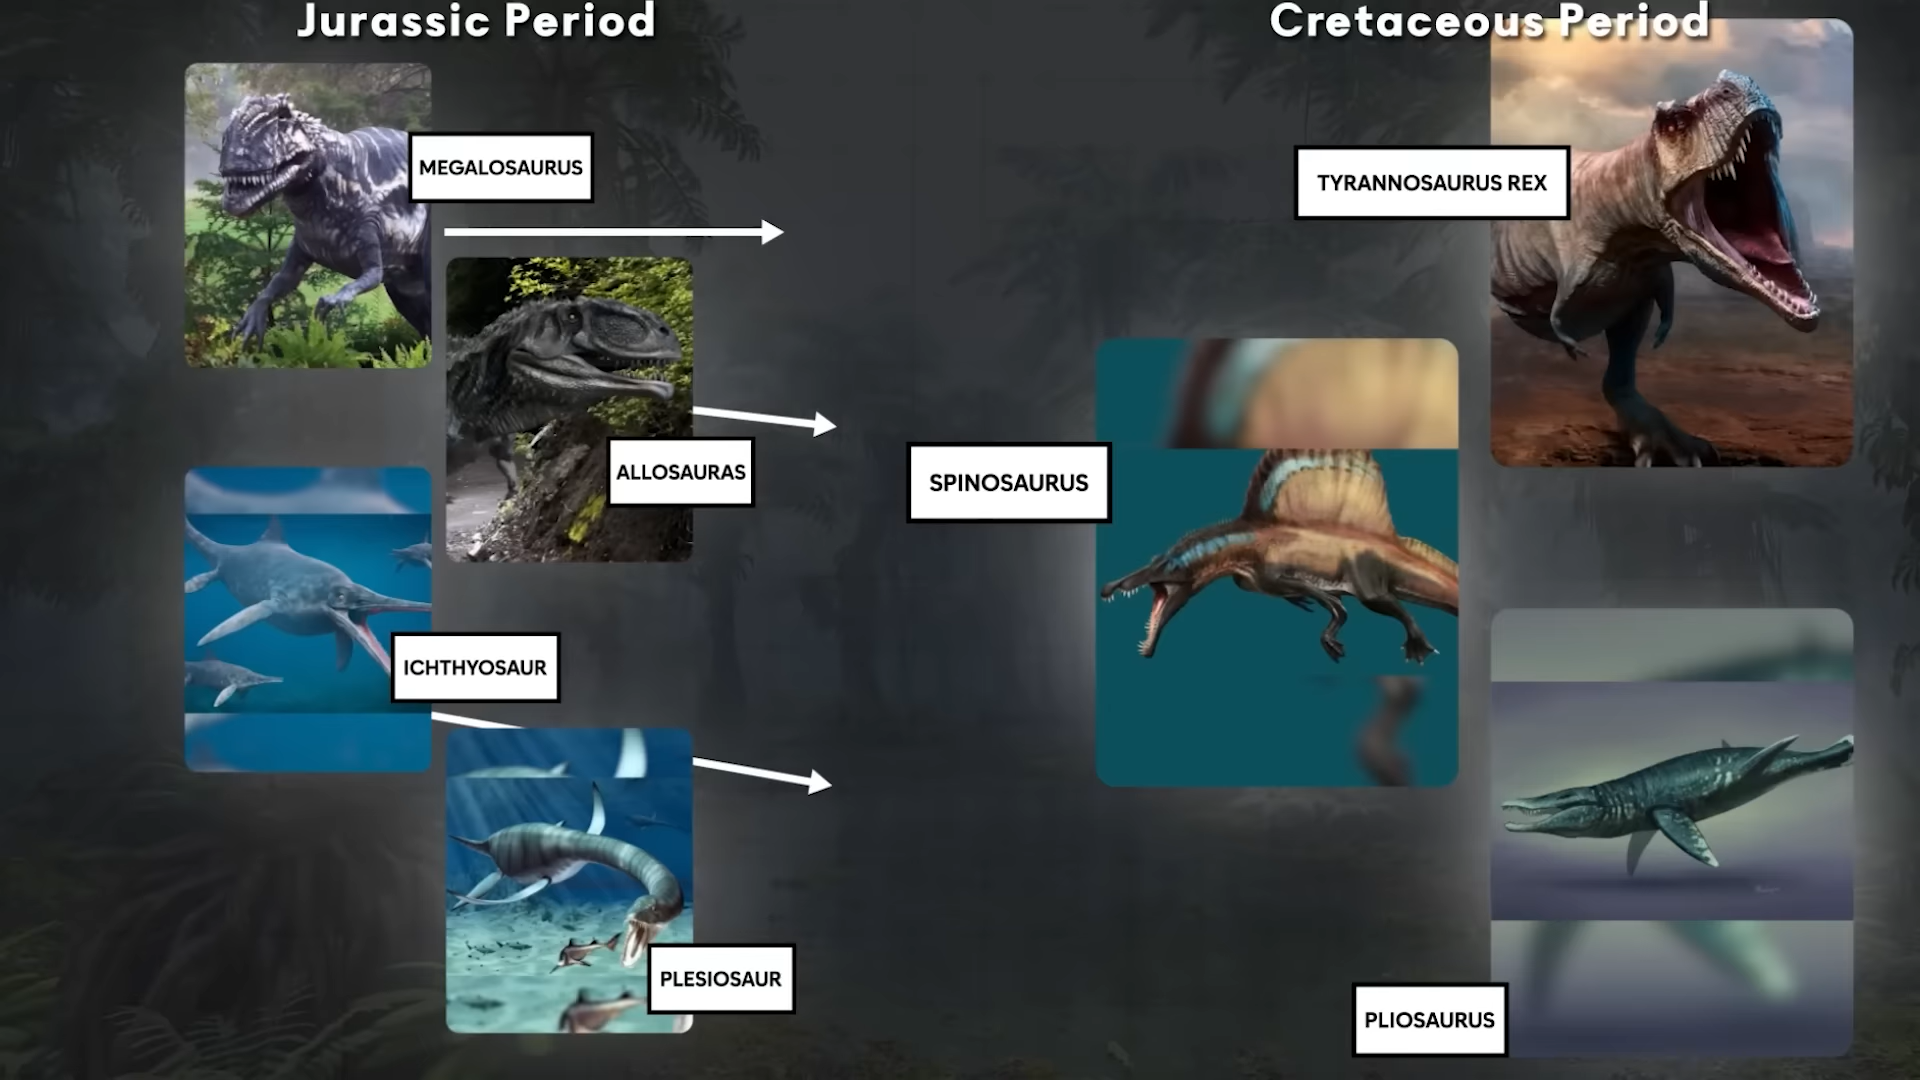 Jurassic Period
Cretaceous Period
MEGALOSAURUS
TYRANNOSAURUS REX
ALLOSAURAS
SPINOSAURUS
ICHTHYOSAUR
PLESIOSAUR
PLIOSAURUS